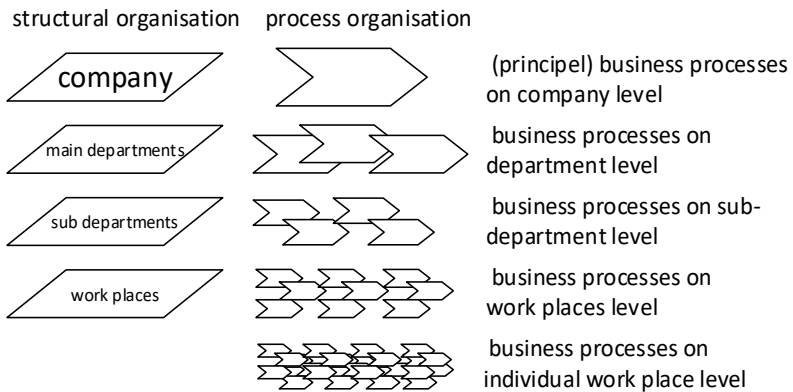 structural organisation process organisation
company
(principel) business processes
on company level
main departments
business processes on
department level
sub departments
business processes on sub-
department level
work places
business processes on
work places level
business processes on
individual work place level